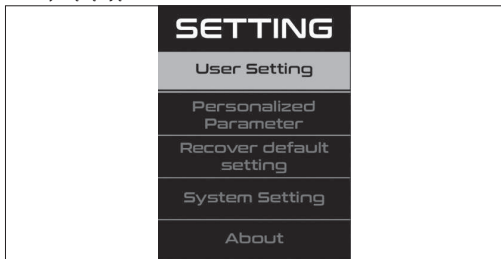 SETTING
User Setting
Personalized
Parameter
Recover default
setting
System Setting
About